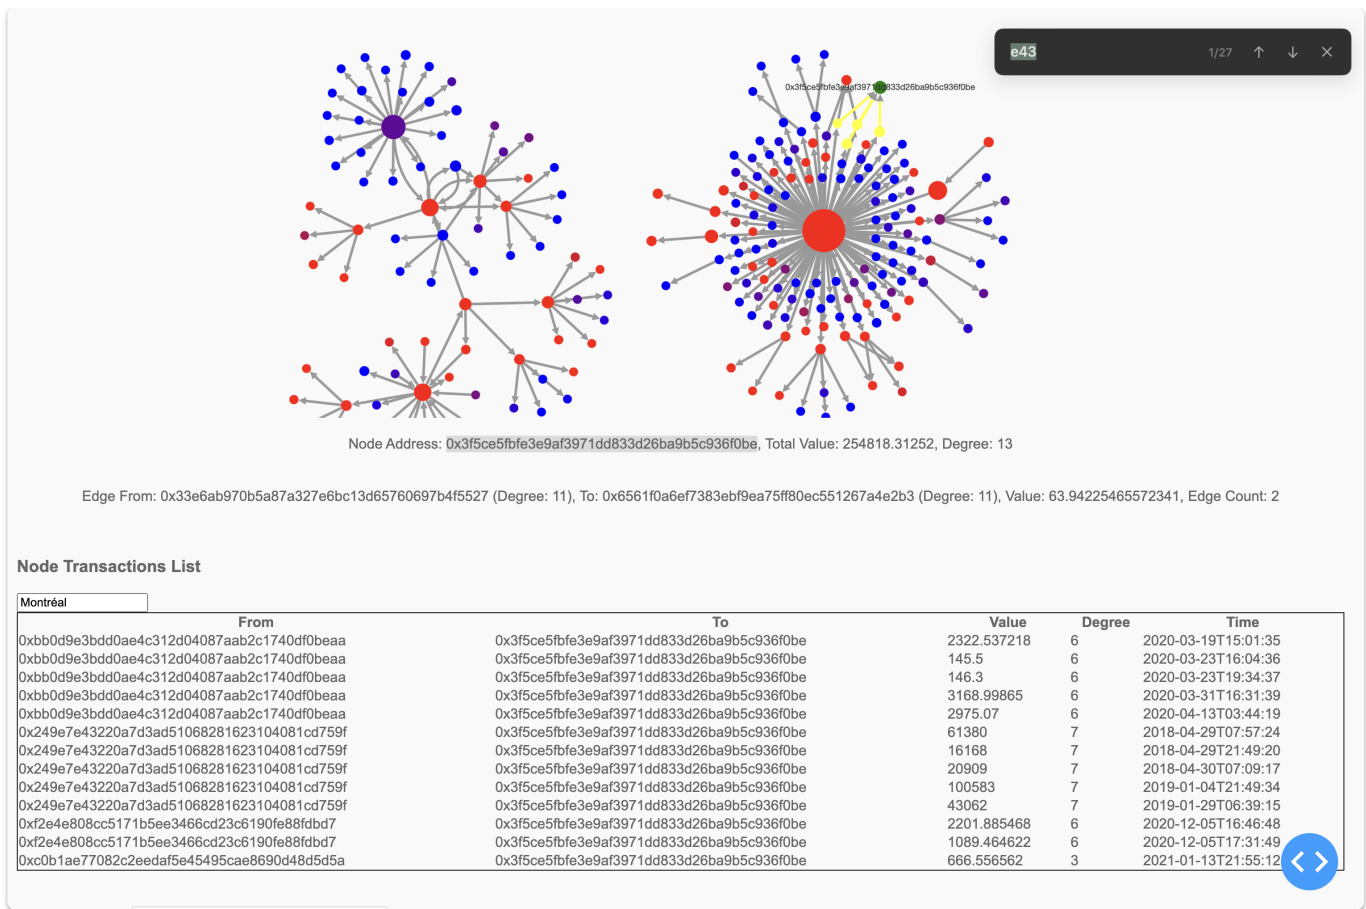 e43 1/27
0x3f5ce5fbfe3e9af3971dd833d26ba9b5c936f0be
Node Address: 0x3f5ce5fbfe3e9af3971dd833d26ba9b5c936f0be, Total Value: 254818.31252, Degree: 13
Edge From: 0x33e6ab970b5a87a327e6bc13d65760697b4f5527 (Degree: 11), To: 0x6561f0a6ef7383ebf9ea75ff80ec551267a4e2b3 (Degree: 11), Value: 63.94225465572341, Edge Count: 2
Node Transactions List
Montréal
From To Value Degree Time
0xbb0d9e3bdd0ae4c312d04087aab2c1740df0beaa 0x3f5ce5fbfe3e9af3971dd833d26ba9b5c936f0be 2322.537218 6 2020-03-19T15:01:35
0xbb0d9e3bdd0ae4c312d04087aab2c1740df0beaa 0x3f5ce5fbfe3e9af3971dd833d26ba9b5c936f0be 145.5 6 2020-03-23T16:04:36
0xbb0d9e3bdd0ae4c312d04087aab2c1740df0beaa 0x3f5ce5fbfe3e9af3971dd833d26ba9b5c936f0be 146.3 6 2020-03-23T19:34:37
0xbb0d9e3bdd0ae4c312d04087aab2c1740df0beaa 0x3f5ce5fbfe3e9af3971dd833d26ba9b5c936f0be 3168.99865 6 2020-03-31T16:31:39
0xbb0d9e3bdd0ae4c312d04087aab2c1740df0beaa 0x3f5ce5fbfe3e9af3971dd833d26ba9b5c936f0be 2975.07 6 2020-04-13T03:44:19
0x249e7e43220a7d3ad51068281623104081cd759f 0x3f5ce5fbfe3e9af3971dd833d26ba9b5c936f0be 61380 7 2018-04-29T07:57:24
0x249e7e43220a7d3ad51068281623104081cd759f 0x3f5ce5fbfe3e9af3971dd833d26ba9b5c936f0be 16168 7 2018-04-29T21:49:20
0x249e7e43220a7d3ad51068281623104081cd759f 0x3f5ce5fbfe3e9af3971dd833d26ba9b5c936f0be 20909 7 2018-04-30T07:09:17
0x249e7e43220a7d3ad51068281623104081cd759f 0x3f5ce5fbfe3e9af3971dd833d26ba9b5c936f0be 100583 7 2019-01-04T21:49:34
0x249e7e43220a7d3ad51068281623104081cd759f 0x3f5ce5fbfe3e9af3971dd833d26ba9b5c936f0be 43062 7 2019-01-29T06:39:15
0xf2e4e808cc5171b5ee3466cd23c6190fe88fdbd7 0x3f5ce5fbfe3e9af3971dd833d26ba9b5c936f0be 2201.885468 6 2020-12-05T16:46:48
0xf2e4e808cc5171b5ee3466cd23c6190fe88fdbd7 0x3f5ce5fbfe3e9af3971dd833d26ba9b5c936f0be 1089.464622 6 2020-12-05T17:31:49
0xc0b1ae77082c2eedaf5e45495cae8690d48d5d5a 0x3f5ce5fbfe3e9af3971dd833d26ba9b5c936f0be 666.556562 3 2021-01-13T21:55:12